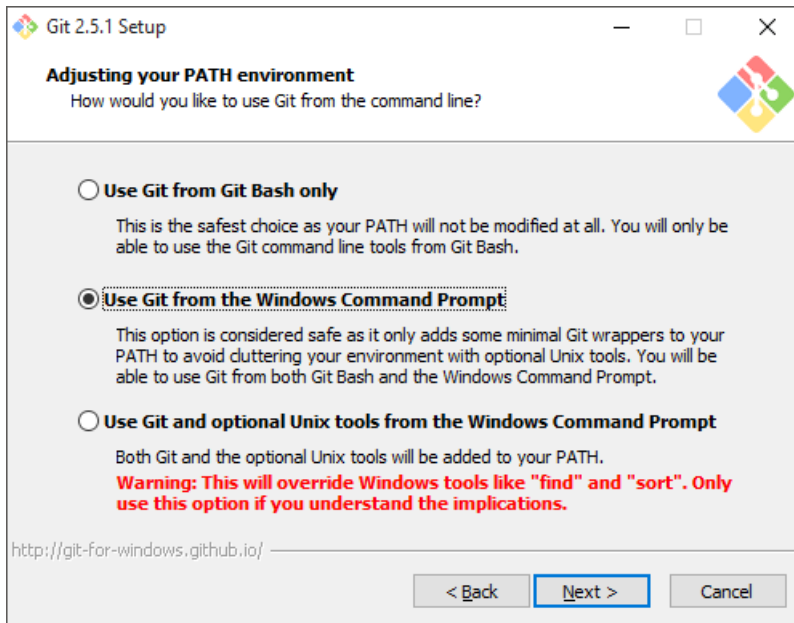 Git 2.5.1 Setup
Adjusting your PATH environment
How would you like to use Git from the command line?
Use Git from Git Bash only
This is the safest choice as your PATH will not be modified at all. You will only be
able to use the Git command line tools from Git Bash.
Use Git from the Windows Command Prompt
This option is considered safe as it only adds some minimal Git wrappers to your
PATH to avoid cluttering your environment with optional Unix tools. You will be
able to use Git from both Git Bash and the Windows Command Prompt.
Use Git and optional Unix tools from the Windows Command Prompt
Both Git and the optional Unix tools will be added to your PATH.
Warning: This will override Windows tools like "find" and "sort". Only
use this option if you understand the implications.
http://git-for-windows.github.io/
< Back Next > Cancel